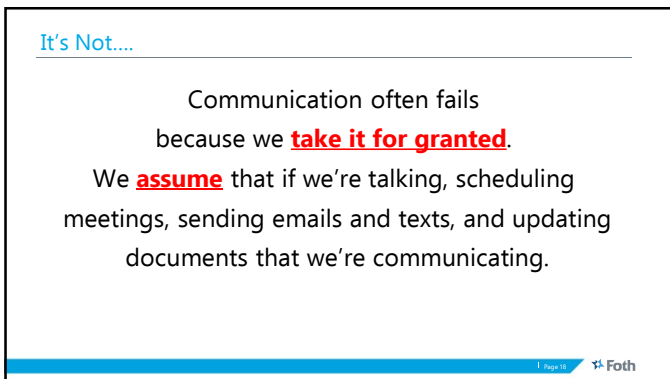 It's Not....
Communication often fails
because we take it for granted.
We assume that if we're talking, scheduling
meetings, sending emails and texts, and updating
documents that we're communicating.
Page 18
Foth